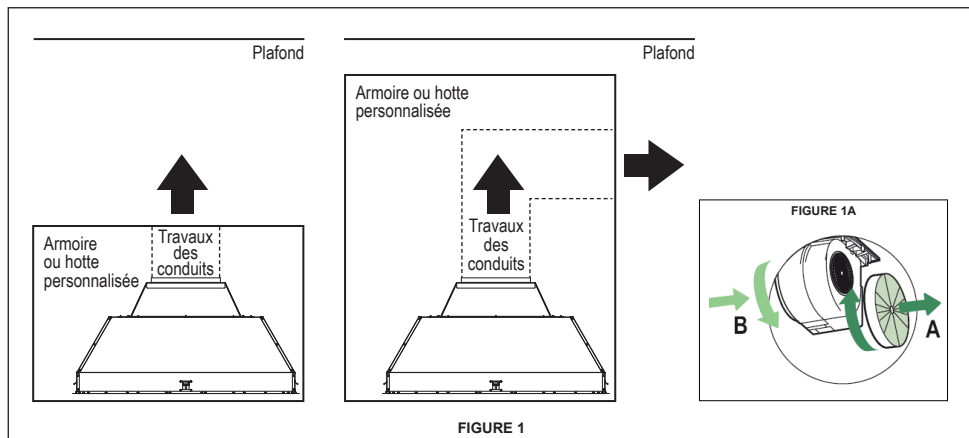 Plafond
Armoire
ou hotte
personnalisée
Travaux
des
conduits
Plafond
Armoire ou hotte
personnalisée
Travaux
des
conduits
FIGURE 1A
B
A
FIGURE 1